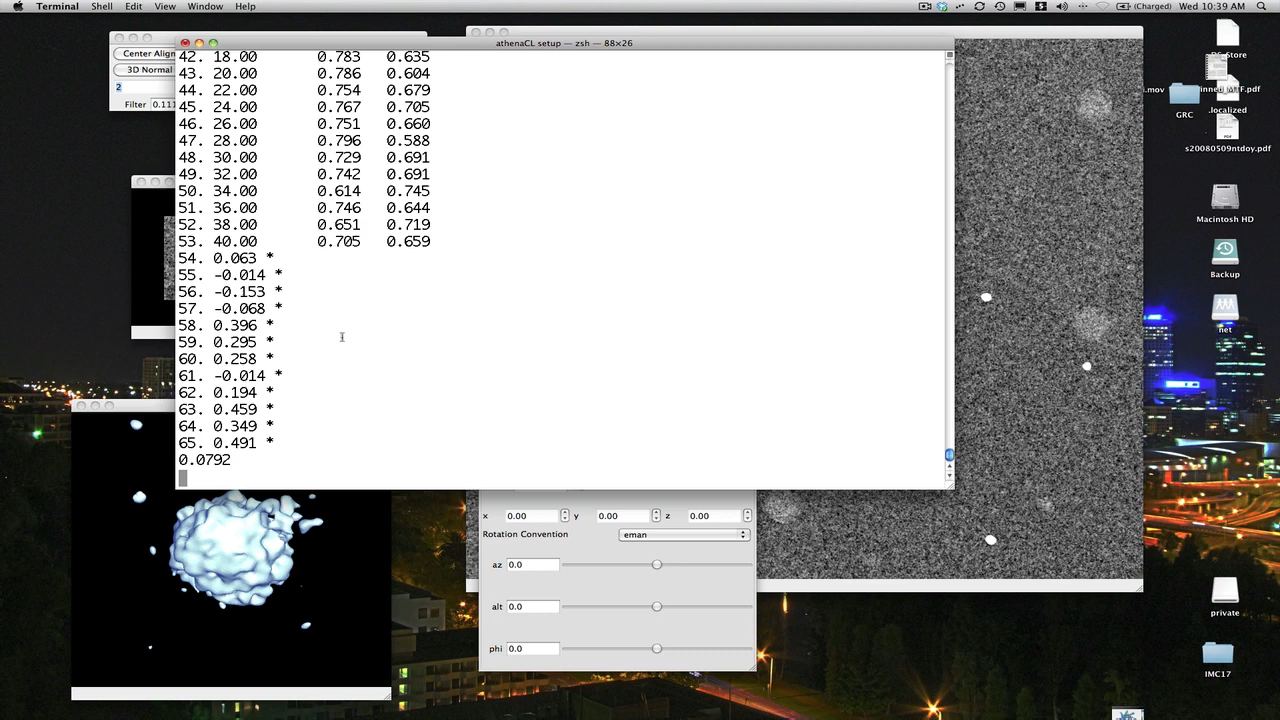 Terminal Shell Edit View Window Help
(Charged) Wed 10:39 AM
athenaCL setup — zsh — 88×26
Center Align
3D Normal
2
Filter 0.111
42. 18.00 0.783 0.635
43. 20.00 0.786 0.604
44. 22.00 0.754 0.679
45. 24.00 0.767 0.705
46. 26.00 0.751 0.660
47. 28.00 0.796 0.588
48. 30.00 0.729 0.691
49. 32.00 0.742 0.691
50. 34.00 0.614 0.745
51. 36.00 0.746 0.644
52. 38.00 0.651 0.719
53. 40.00 0.705 0.659
54. 0.063 *
55. -0.014 *
56. -0.153 *
57. -0.068 *
58. 0.396 *
59. 0.295 *
60. 0.258 *
61. -0.014 *
62. 0.194 *
63. 0.459 *
64. 0.349 *
65. 0.491 *
0.0792
x 0.00 y 0.00 z 0.00
Rotation Convention eman
az 0.0
alt 0.0
phi 0.0
i.mov
inned_MTF.pdf
GRC
.localized
s20080509ntdoy.pdf
Macintosh HD
Backup
net
private
IMC17